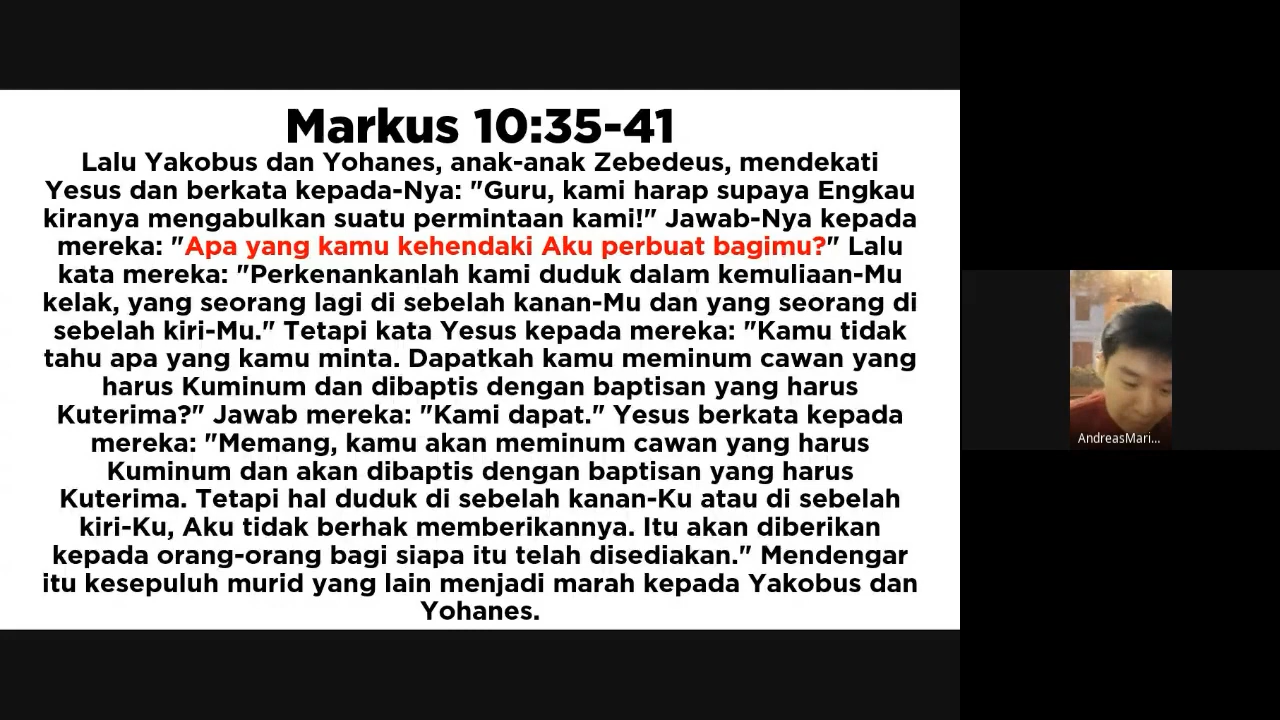 Markus 10:35-41
Lalu Yakobus dan Yohanes, anak-anak Zebedeus, mendekati
Yesus dan berkata kepada-Nya: "Guru, kami harap supaya Engkau
kiranya mengabulkan suatu permintaan kami!" Jawab-Nya kepada
mereka: "Apa yang kamu kehendaki Aku perbuat bagimu?" Lalu
kata mereka: "Perkenankanlah kami duduk dalam kemuliaan-Mu
kelak, yang seorang lagi di sebelah kanan-Mu dan yang seorang di
sebelah kiri-Mu." Tetapi kata Yesus kepada mereka: "Kamu tidak
tahu apa yang kamu minta. Dapatkah kamu meminum cawan yang
harus Kuminum dan dibaptis dengan baptisan yang harus
Kuterima?" Jawab mereka: "Kami dapat." Yesus berkata kepada
mereka: "Memang, kamu akan meminum cawan yang harus
Kuminum dan akan dibaptis dengan baptisan yang harus
Kuterima. Tetapi hal duduk di sebelah kanan-Ku atau di sebelah
kiri-Ku, Aku tidak berhak memberikannya. Itu akan diberikan
kepada orang-orang bagi siapa itu telah disediakan." Mendengar
itu kesepuluh murid yang lain menjadi marah kepada Yakobus dan
Yohanes.
AndreasMari...